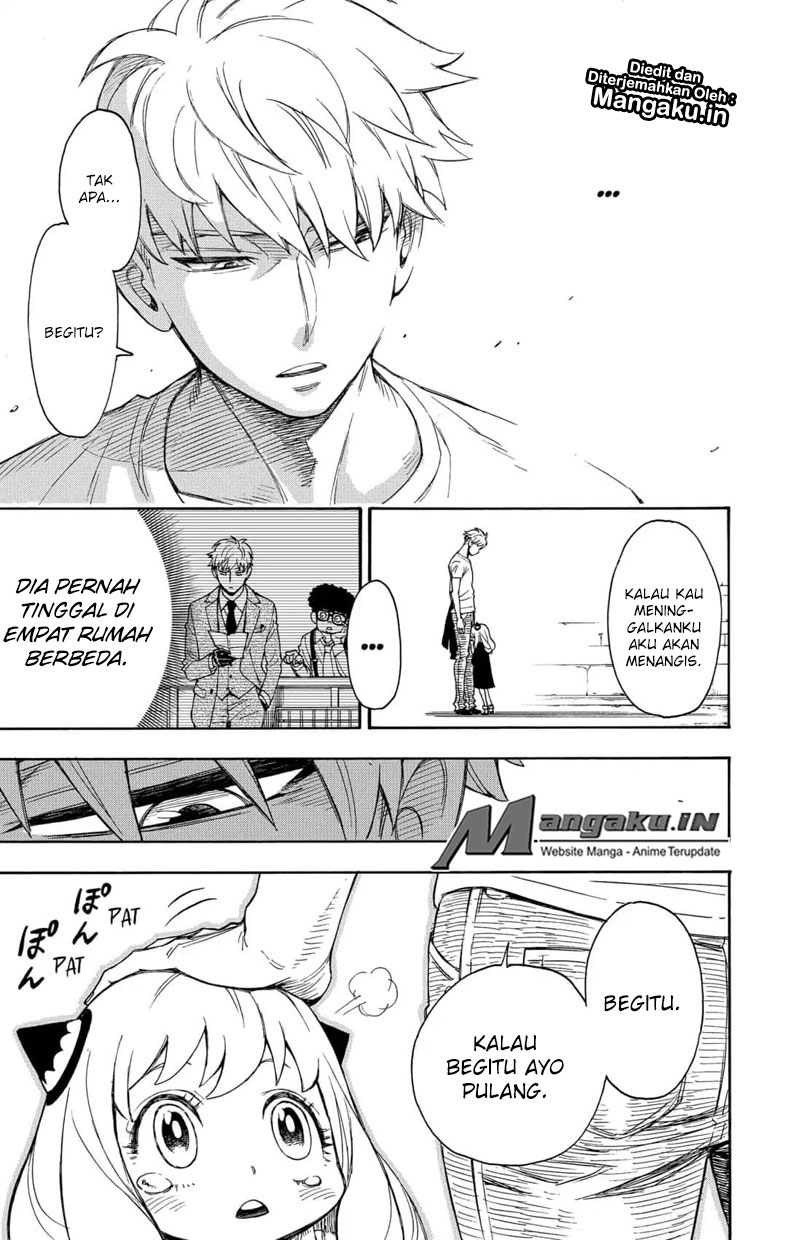 Diedit dan
Diterjemahkan Oleh :
Mangaku.in
...
TAK
APA...
BEGITU?
KALAU KAU
MENING-
GALKANKU
AKU AKAN
MENANGIS.
...
DIA PERNAH
TINGGAL DI
EMPAT RUMAH
BERBEDA.
Mangaku.iN
Website Manga - Anime Terupdate
BEGITU.
KALAU
BEGITU AYO
PULANG.
ぽん
PAT
ぽん
PAT